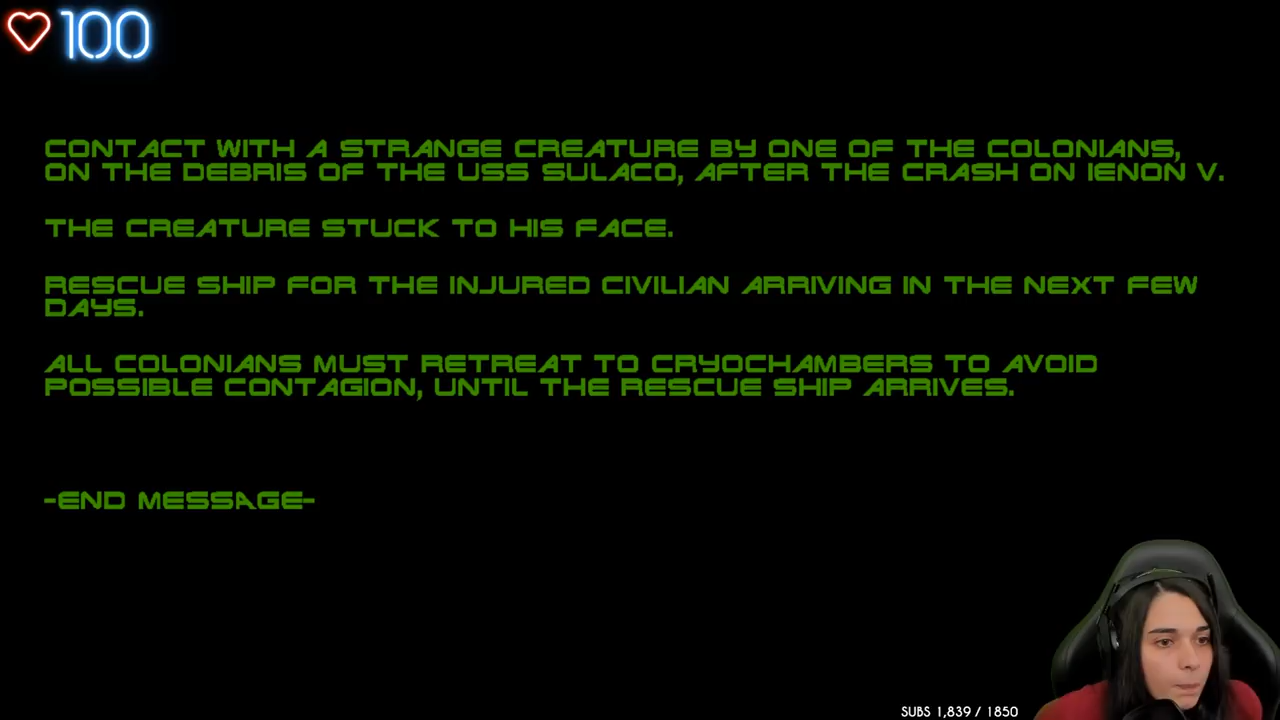 100
CONTACT WITH A STRANGE CREATURE BY ONE OF THE COLONIANS,
ON THE DEBRIS OF THE USS SULACO, AFTER THE CRASH ON IENON V.
THE CREATURE STUCK TO HIS FACE.
RESCUE SHIP FOR THE INJURED CIVILIAN ARRIVING IN THE NEXT FEW
DAYS.
ALL COLONIANS MUST RETREAT TO CRYOCHAMBERS TO AVOID
POSSIBLE CONTAGION, UNTIL THE RESCUE SHIP ARRIVES.
-END MESSAGE-
SUBS 1,839 / 1850